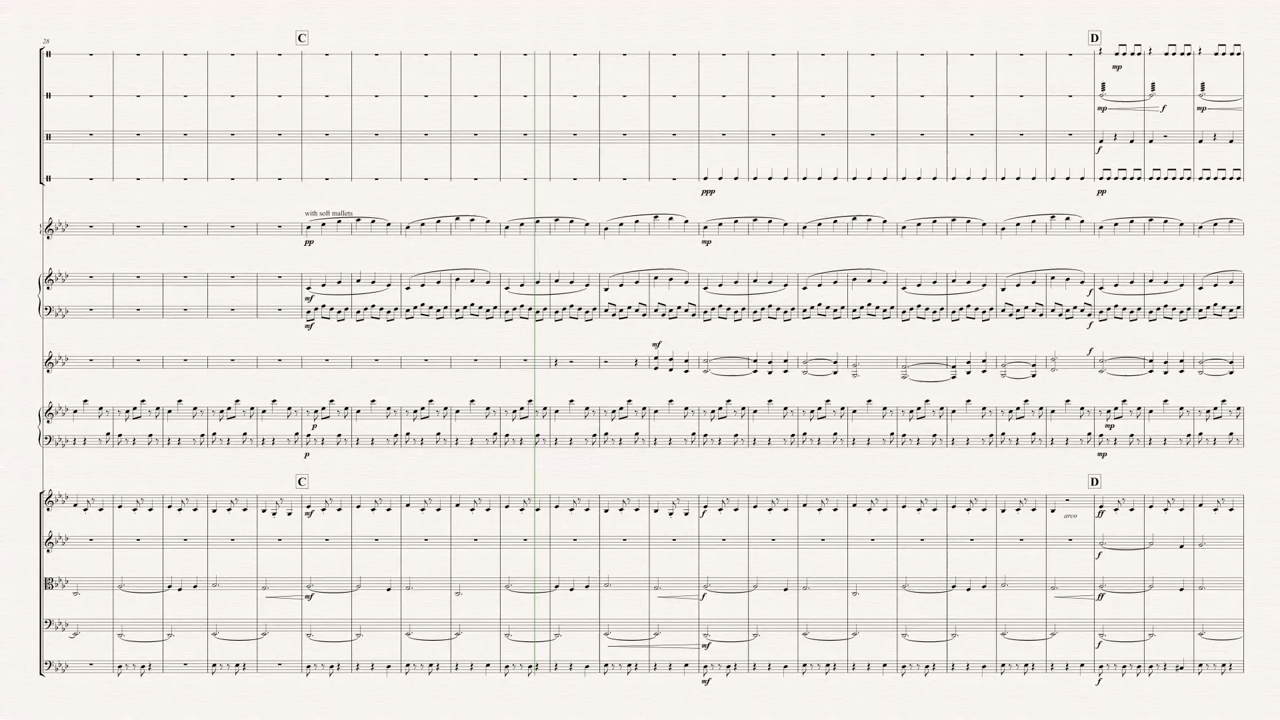 28
C
D
mp
mp f mp
f
ppp pp
with soft mallets
pp mp
mf f
mf f
mf f
p mp
p mp
C
D
mf f arco ff
f
mf f ff
mf f
mf f